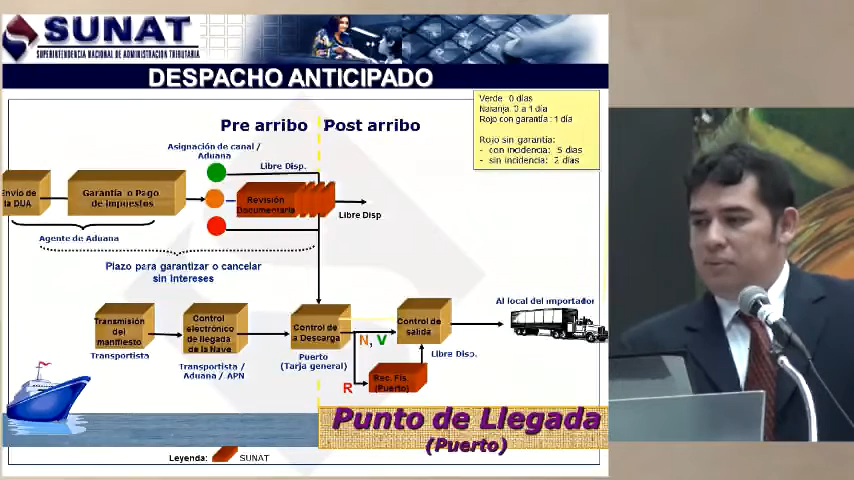 SUNAT
SUPERINTENDENCIA NACIONAL DE ADMINISTRACIÓN TRIBUTARIA
DESPACHO ANTICIPADO
Verde 0 días
Naranja: 0 a 1 día
Rojo con garantía: 1 día
Rojo sin garantía:
- con incidencia: 5 días
- sin incidencia: 2 días
Pre arribo
Post arribo
Asignación de canal /
Aduana
Libre Disp.
Envío de
la DUA
Garantía o Pago
de impuestos
Revisión
Documentaria
Libre Disp
Agente de Aduana
Plazo para garantizar o cancelar
sin intereses
Al local del importador
Transmisión
del
manifiesto
Control
electrónico
de llegada
de la Nave
Control de
a Descarga
Control de
salida
N, V
Libre Disp.
Transportista
Transportista /
Aduana / APN
Puerto
(Tarja general)
R
Rec. Fís.
(Puerto)
Punto de Llegada
(Puerto)
Leyenda:
SUNAT